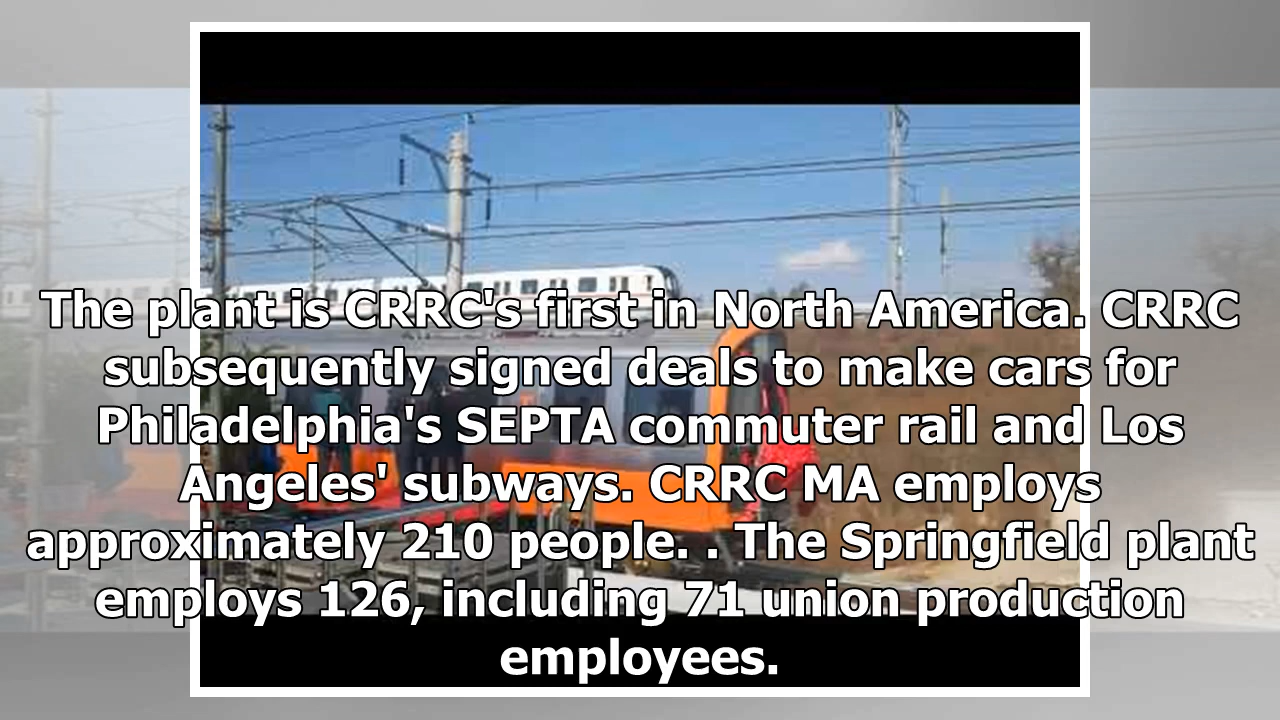 The plant is CRRC's first in North America. CRRC
subsequently signed deals to make cars for
Philadelphia's SEPTA commuter rail and Los
Angeles' subways. CRRC MA employs
approximately 210 people. . The Springfield plant
employs 126, including 71 union production
employees.